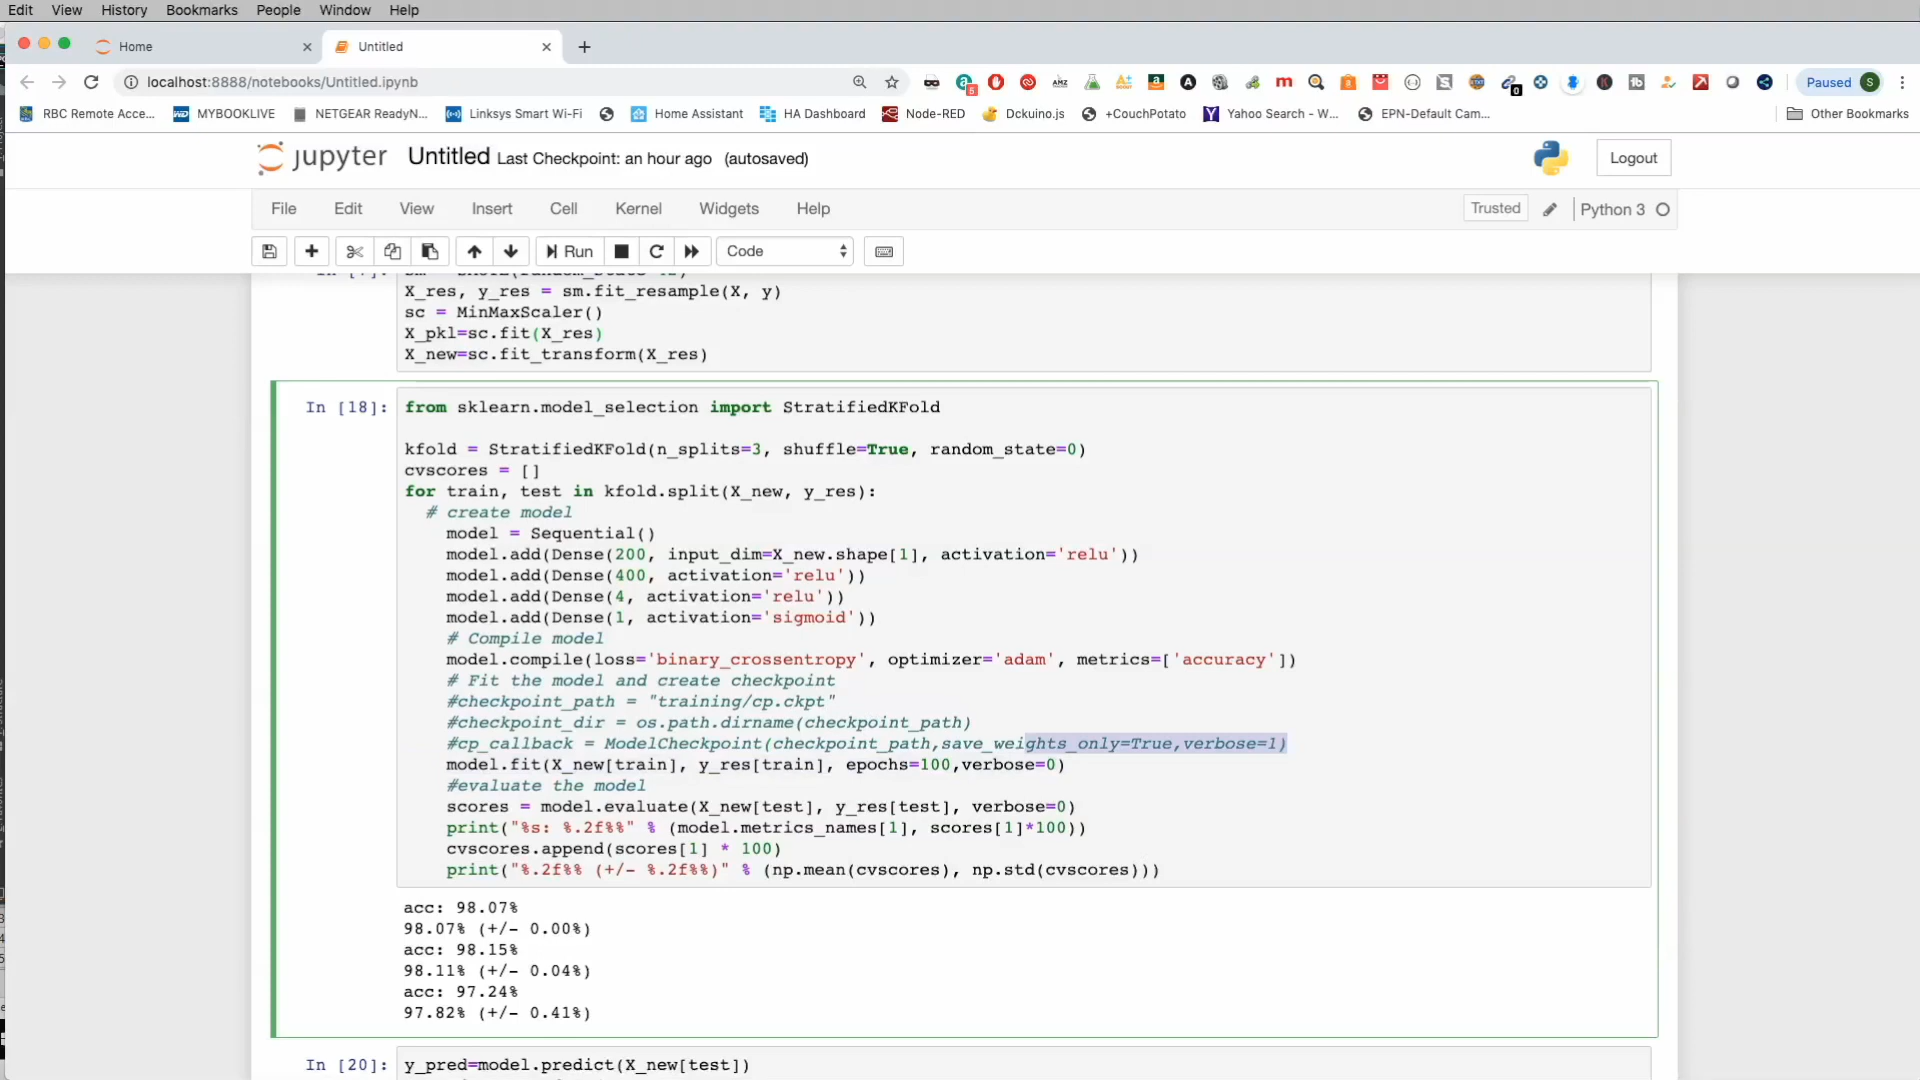 Edit View History Bookmarks People Window Help
Home
Untitled
localhost:8888/notebooks/Untitled.ipynb
Paused S
RBC Remote Acce... MYBOOKLIVE NETGEAR ReadyN... Linksys Smart Wi-Fi Home Assistant HA Dashboard Node-RED Dckuino.js +CouchPotato Yahoo Search - W... EPN-Default Cam... Other Bookmarks
jupyter Untitled Last Checkpoint: an hour ago (autosaved) Logout
File Edit View Insert Cell Kernel Widgets Help Trusted Python 3
Run Code
X_res, y_res = sm.fit_resample(X, y)
sc = MinMaxScaler()
X_pkl=sc.fit(X_res)
X_new=sc.fit_transform(X_res)
In [18]: from sklearn.model_selection import StratifiedKFold
kfold = StratifiedKFold(n_splits=3, shuffle=True, random_state=0)
cvscores = []
for train, test in kfold.split(X_new, y_res):
# create model
model = Sequential()
model.add(Dense(200, input_dim=X_new.shape[1], activation='relu'))
model.add(Dense(400, activation='relu'))
model.add(Dense(4, activation='relu'))
model.add(Dense(1, activation='sigmoid'))
# Compile model
model.compile(loss='binary_crossentropy', optimizer='adam', metrics=['accuracy'])
# Fit the model and create checkpoint
#checkpoint_path = "training/cp.ckpt"
#checkpoint_dir = os.path.dirname(checkpoint_path)
#cp_callback = ModelCheckpoint(checkpoint_path,save_weights_only=True,verbose=1)
model.fit(X_new[train], y_res[train], epochs=100,verbose=0)
#evaluate the model
scores = model.evaluate(X_new[test], y_res[test], verbose=0)
print("%s: %.2f%%" % (model.metrics_names[1], scores[1]*100))
cvscores.append(scores[1] * 100)
print("%.2f%% (+/- %.2f%%)" % (np.mean(cvscores), np.std(cvscores)))
acc: 98.07%
98.07% (+/- 0.00%)
acc: 98.15%
98.11% (+/- 0.04%)
acc: 97.24%
97.82% (+/- 0.41%)
In [20]: y_pred=model.predict(X_new[test])